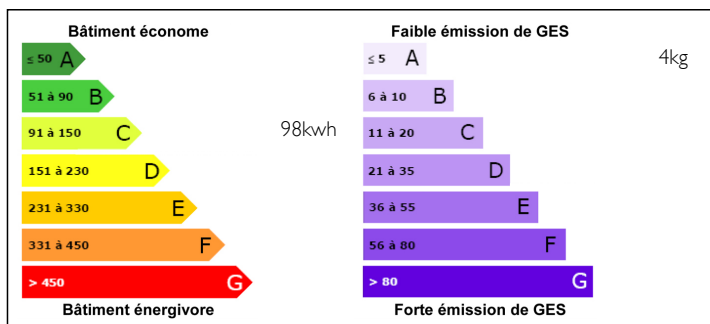 Bâtiment économe
≤ 50 A
51 à 90 B
91 à 150 C
98kwh
151 à 230 D
231 à 330 E
331 à 450 F
> 450 G
Bâtiment énergivore
Faible émission de GES
≤ 5 A
4kg
6 à 10 B
11 à 20 C
21 à 35 D
36 à 55 E
56 à 80 F
> 80 G
Forte émission de GES